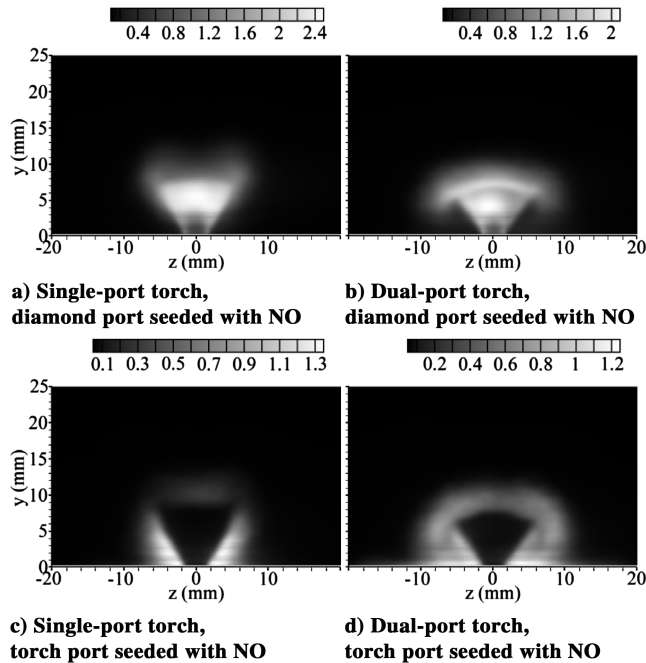 0.4 0.8 1.2 1.6 2 2.4
0.4 0.8 1.2 1.6 2
25
20
15
10
5
0
y (mm)
-20 -10 0 10
-20 -10 0 10 20
z (mm)
z (mm)
a) Single-port torch,
diamond port seeded with NO
b) Dual-port torch,
diamond port seeded with NO
0.1 0.3 0.5 0.7 0.9 1.1 1.3
0.2 0.4 0.6 0.8 1 1.2
25
20
15
10
5
0
y (mm)
-20 -10 0 10
-20 -10 0 10 20
z (mm)
z (mm)
c) Single-port torch,
torch port seeded with NO
d) Dual-port torch,
torch port seeded with NO